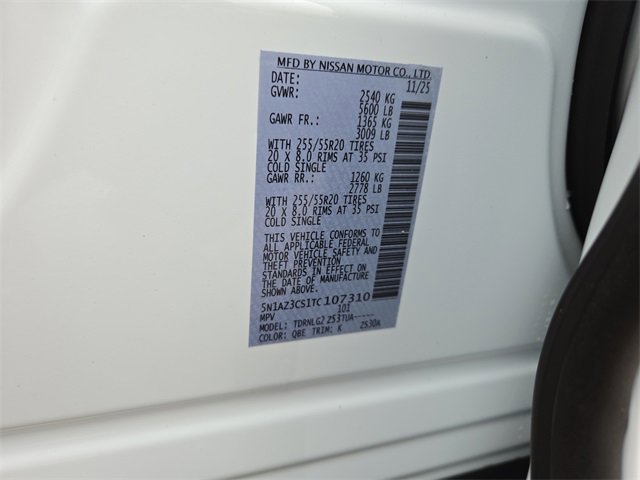 MFD BY NISSAN MOTOR CO., LTD.
DATE: 11/25
GVWR: 2540 KG
5600 LB
GAWR FR.: 1365 KG
3009 LB
WITH 255/55R20 TIRES
20 X 8.0 RIMS AT 35 PSI
COLD SINGLE
GAWR RR.: 1260 KG
2778 LB
WITH 255/55R20 TIRES
20 X 8.0 RIMS AT 35 PSI
COLD SINGLE
THIS VEHICLE CONFORMS TO
ALL APPLICABLE FEDERAL
MOTOR VEHICLE SAFETY AND
THEFT PREVENTION
STANDARDS IN EFFECT ON
THE DATE OF MANUFACTURE
SHOWN ABOVE.
5N1AZ3CS1TC107310
MPV 101
MODEL: TDRNLG2 Z53TUA-----
COLOR: QBE TRIM: K Z530A